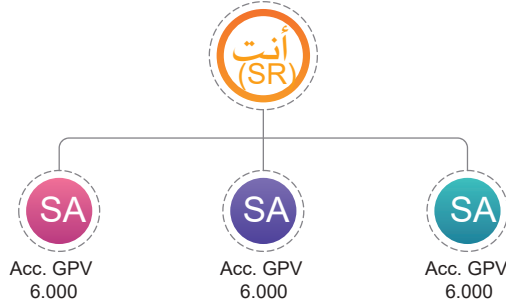 أنت
(SR)
SA
SA
SA
Acc. GPV
6.000
Acc. GPV
6.000
Acc. GPV
6.000